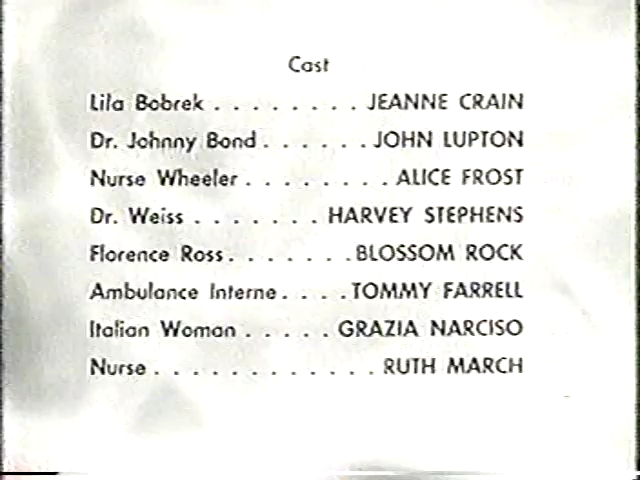 Cast
Lila Bobrek . . . . . . . . JEANNE CRAIN
Dr. Johnny Bond . . . . . . JOHN LUPTON
Nurse Wheeler . . . . . . . . ALICE FROST
Dr. Weiss . . . . . . . HARVEY STEPHENS
Florence Ross . . . . . . . BLOSSOM ROCK
Ambulance Interne . . . . TOMMY FARRELL
Italian Woman . . . . . GRAZIA NARCISO
Nurse . . . . . . . . . . . . RUTH MARCH